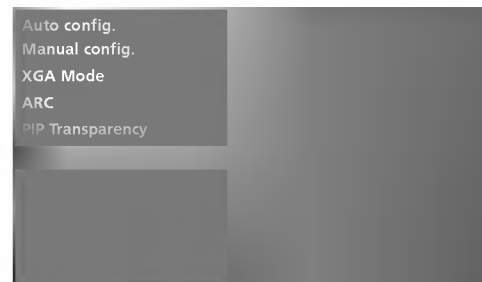 Auto config.
Manual config.
XGA Mode
ARC
PIP Transparency